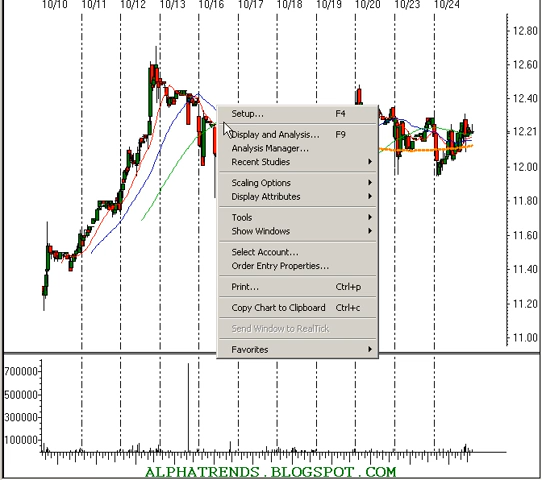 10/10 10/11 10/12 10/13 10/16 10/17 10/18 10/19 10/20 10/23 10/24
12.80
12.60
12.40
12.21
12.00
11.80
11.60
11.40
11.20
11.00
Setup... F4
Display and Analysis... F9
Analysis Manager...
Recent Studies
Scaling Options
Display Attributes
Tools
Show Windows
Select Account...
Order Entry Properties...
Print... Ctrl+p
Copy Chart to Clipboard Ctrl+c
Send Window to RealTick
Favorites
700000
500000
300000
100000
ALPHATRENDS.BLOGSPOT.COM